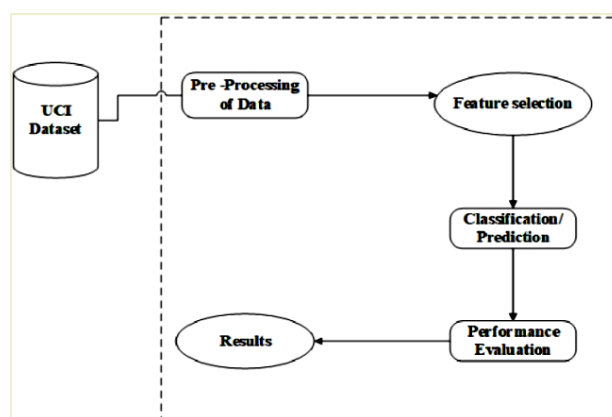 UCI
Dataset
Pre -Processing
of Data
Feature selection
Classification/
Prediction
Performance
Evaluation
Results